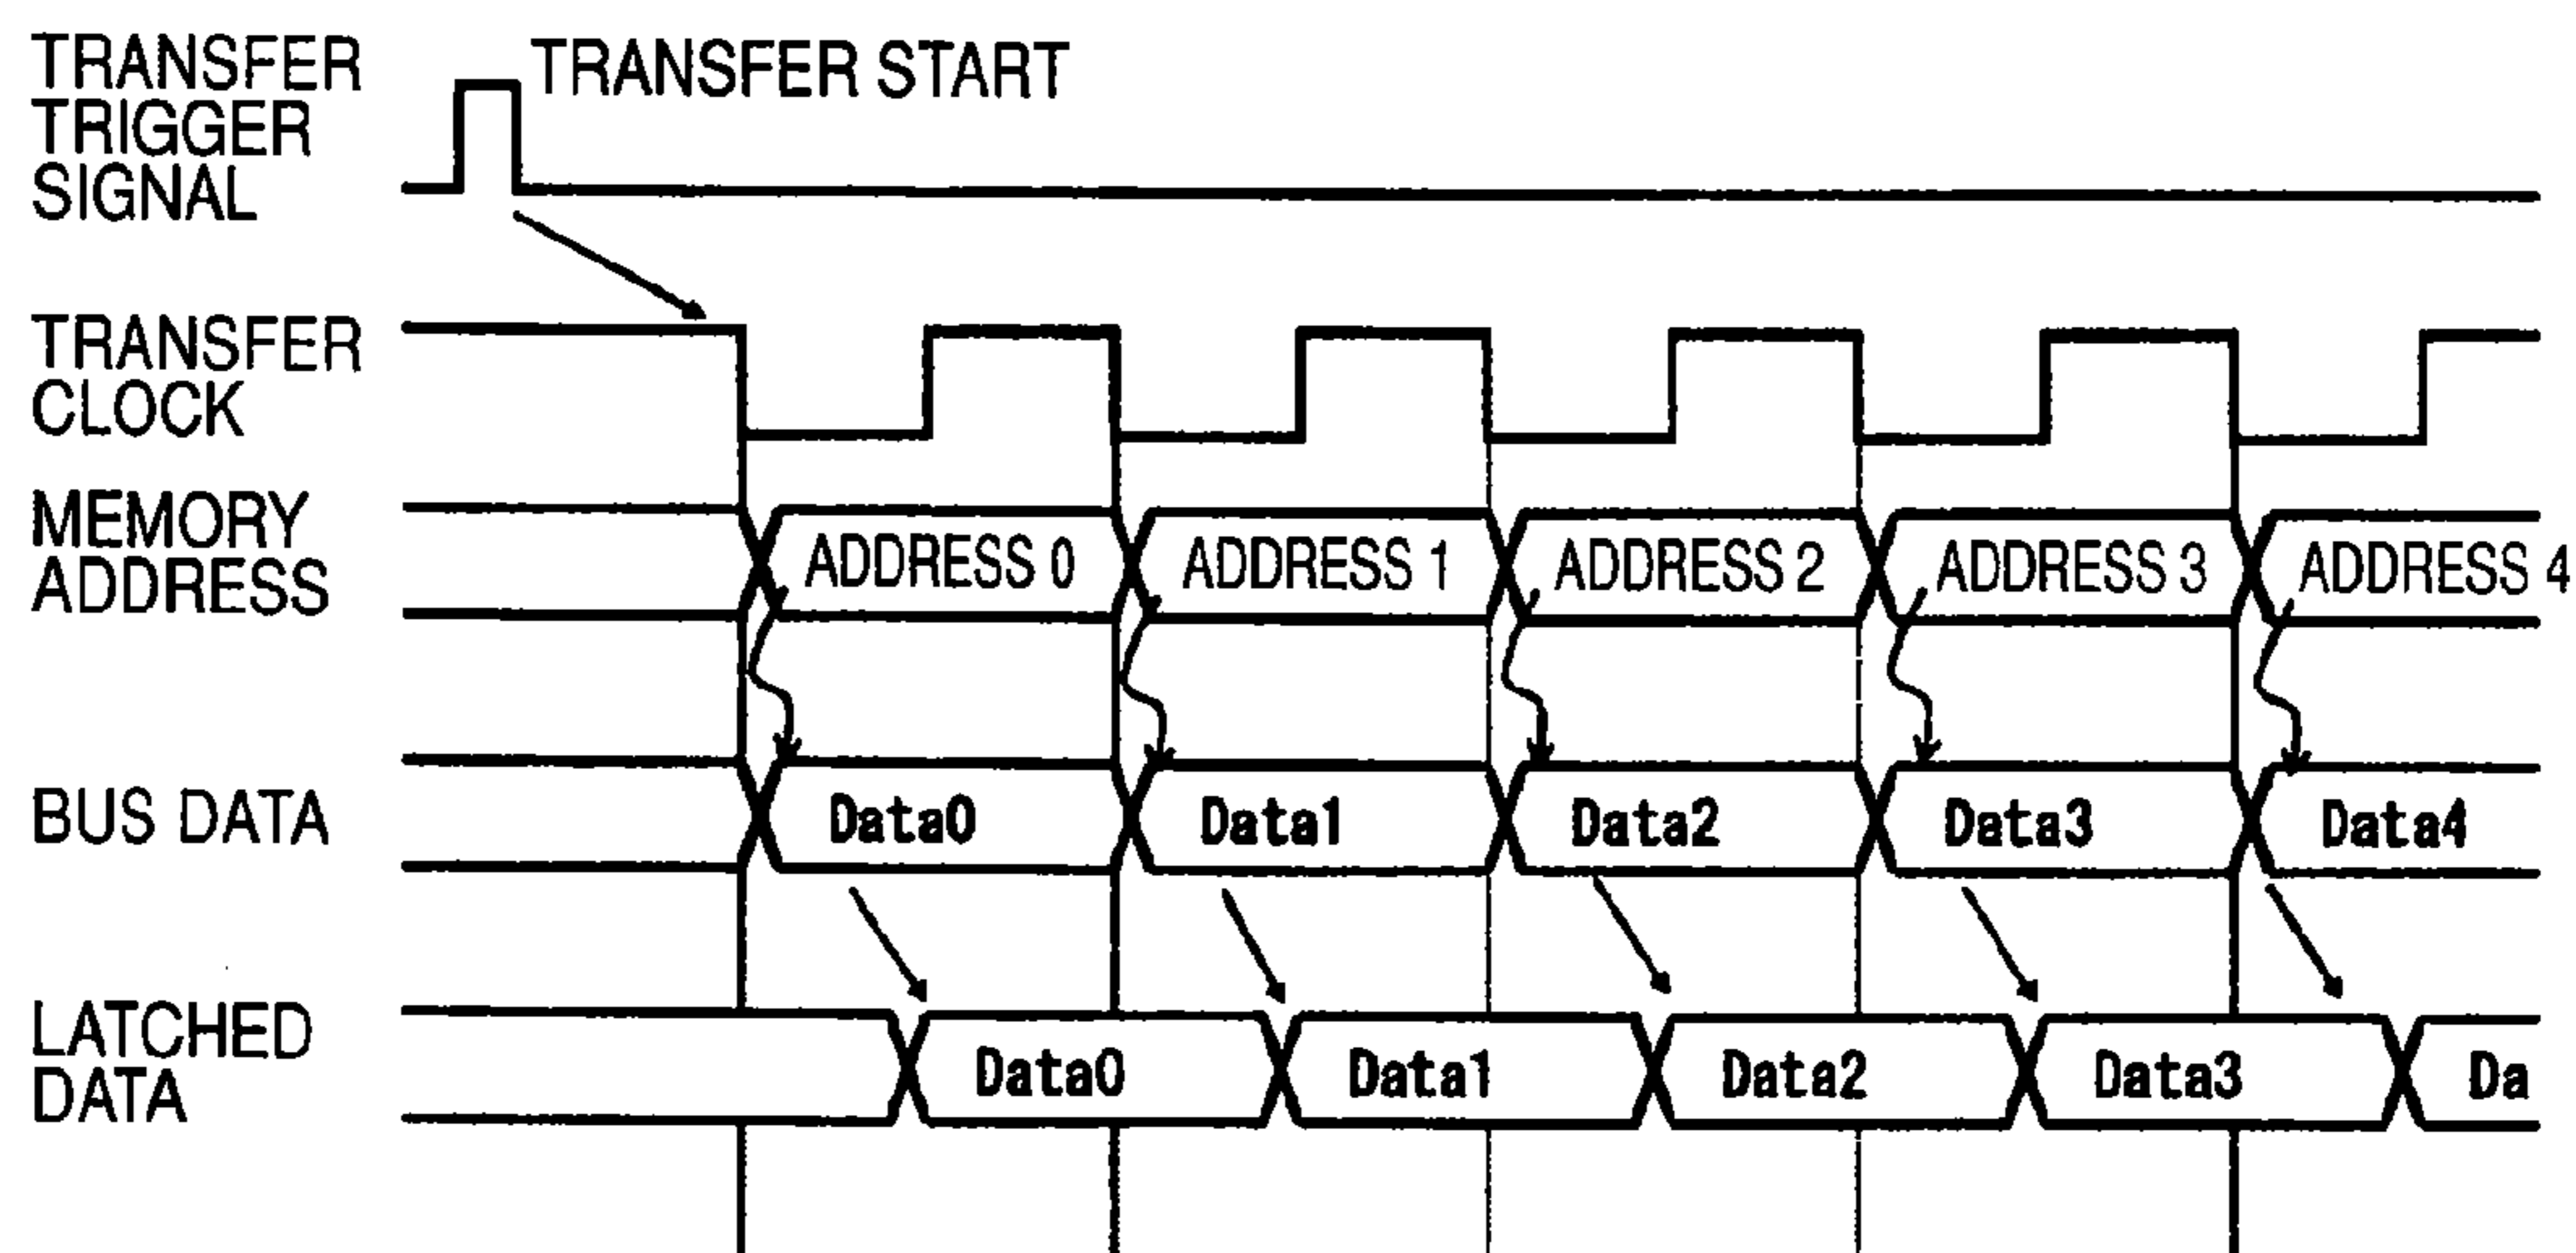 TRANSFER
TRIGGER
SIGNAL
TRANSFER START
TRANSFER
CLOCK
MEMORY
ADDRESS
ADDRESS 0 ADDRESS 1 ADDRESS 2 ADDRESS 3 ADDRESS 4
BUS DATA
Data0 Data1 Data2 Data3 Data4
LATCHED
DATA
Data0 Data1 Data2 Data3 Da